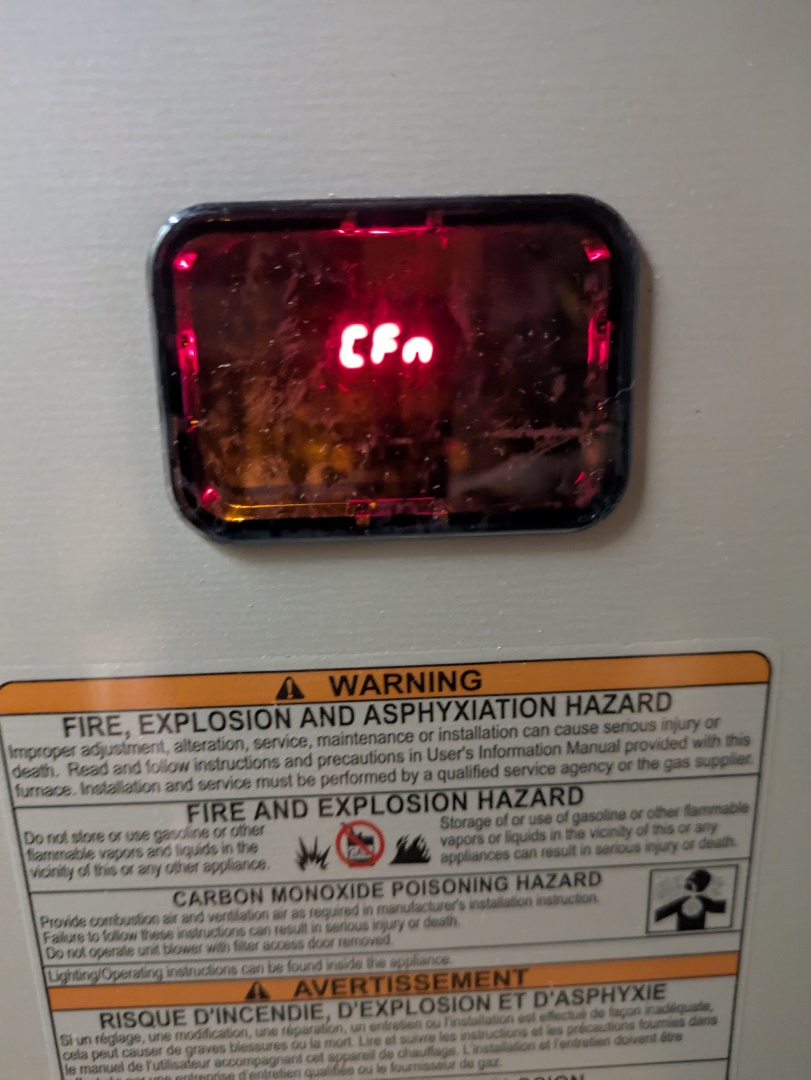 CFn
WARNING
FIRE, EXPLOSION AND ASPHYXIATION HAZARD
Improper adjustment, alteration, service, maintenance or installation can cause serious injury or
death. Read and follow instructions and precautions in User's Information Manual provided with this
furnace. Installation and service must be performed by a qualified service agency or the gas supplier.
FIRE AND EXPLOSION HAZARD
Do not store or use gasoline or other
flammable vapors and liquids in the
vicinity of this or any other appliance.
Storage of or use of gasoline or other flammable
vapors or liquids in the vicinity of this or any
appliances can result in serious injury or death.
CARBON MONOXIDE POISONING HAZARD
Provide combustion air and ventilation air as required in manufacturer's installation instruction.
Failure to follow these instructions can result in serious injury or death.
Do not operate unit blower with filter access door removed.
Lighting/Operating instructions can be found inside the appliance.
AVERTISSEMENT
RISQUE D'INCENDIE, D'EXPLOSION ET D'ASPHYXIE
Si un réglage, une modification, une réparation, un entretien ou l'installation est effectué de façon inadéquate,
cela peut causer de graves blessures ou la mort. Lire et suivre les instructions et les précautions fournies dans
le manuel de l'utilisateur accompagnant cet appareil de chauffage. L'installation et l'entretien doivent être
par une entreprise d'entretien qualifiée ou le fournisseur de gaz.